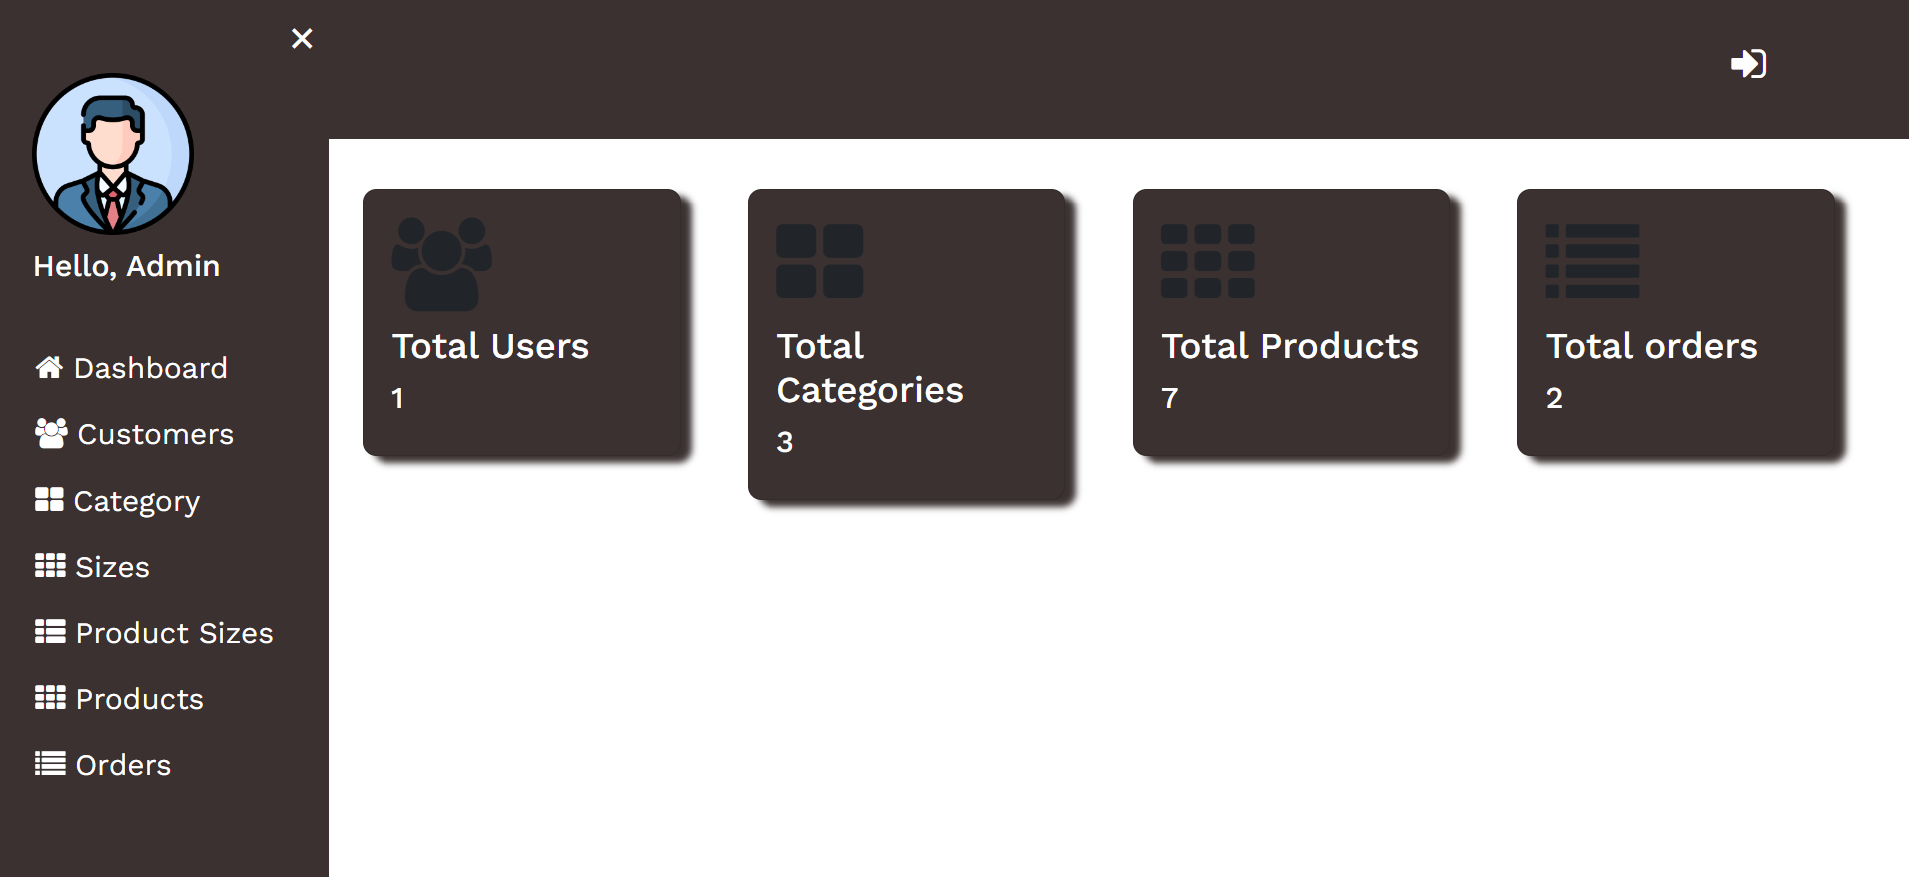 Hello, Admin
Dashboard
Customers
Category
Sizes
Product Sizes
Products
Orders
Total Users
1
Total
Categories
3
Total Products
7
Total orders
2